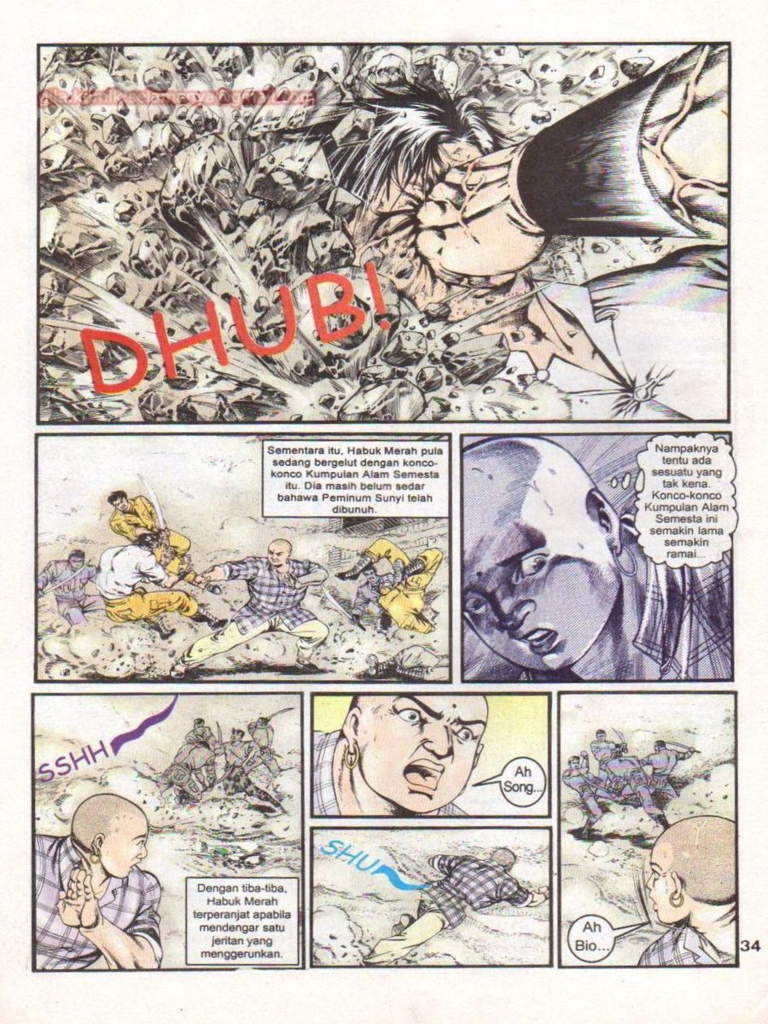 DHUB!
Sementara itu, Habuk Merah pula
sedang bergelut dengan konco-
konco Kumpulan Alam Semesta
itu. Dia masih belum sedar
bahawa Peminum Sunyi telah
dibunuh.
Nampaknya
tentu ada
sesuatu yang
tak kena.
Konco-konco
Kumpulan Alam
Semesta ini
semakin lama
semakin
ramai...
SSHH
Dengan tiba-tiba,
Habuk Merah
terperanjat apabila
mendengar satu
jeritan yang
menggerunkan.
Ah
Song...
SHU
Ah
Bio...
34